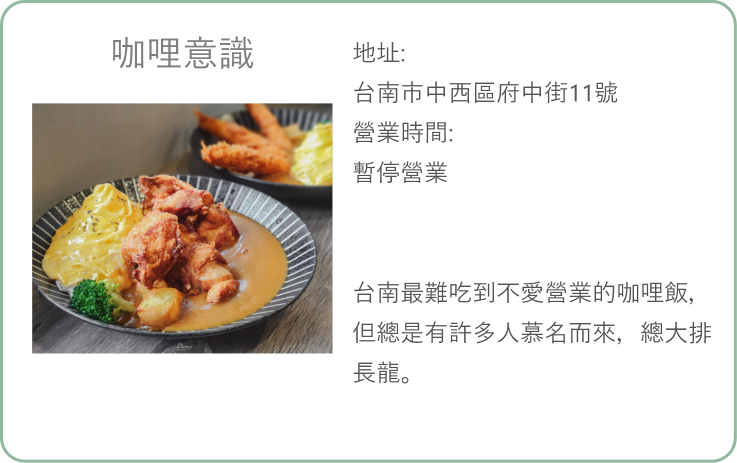 咖哩意識
地址:
台南市中西區府中街11號
營業時間:
暫停營業
台南最難吃到不愛營業的咖哩飯,
但總是有許多人慕名而來，總大排
長龍。